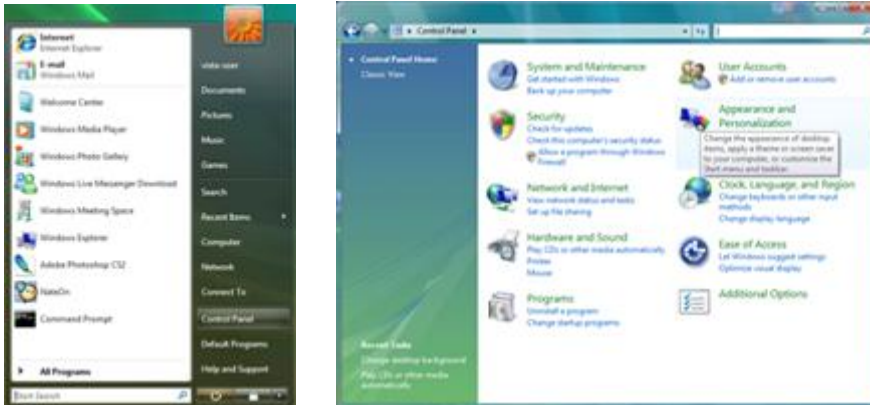 Internet
Internet Explorer
E-mail
Windows Mail
Welcome Center
Windows Media Player
Windows Photo Gallery
Windows Live Messenger Download
Windows Meeting Space
Windows Explorer
Adobe Photoshop CS2
NateOn
Command Prompt
All Programs
Start Search
vista user
Documents
Pictures
Music
Games
Search
Recent Items
Computer
Network
Connect To
Control Panel
Default Programs
Help and Support
Control Panel
Control Panel Home
Classic View
Recent Tasks
Change desktop background
Play CDs or other media
automatically
System and Maintenance
Get started with Windows
Back up your computer
Security
Check for updates
Check this computer's security status
Allow a program through Windows
Firewall
Network and Internet
View network status and tasks
Set up file sharing
Hardware and Sound
Play CDs or other media automatically
Printer
Mouse
Programs
Uninstall a program
Change startup programs
User Accounts
Add or remove user accounts
Appearance and
Personalization
Change the appearance of desktop
items, apply a theme or screen saver
to your computer, or customize the
Start menu and taskbar.
Clock, Language, and Region
Change keyboards or other input
methods
Change display language
Ease of Access
Let Windows suggest settings
Optimize visual display
Additional Options